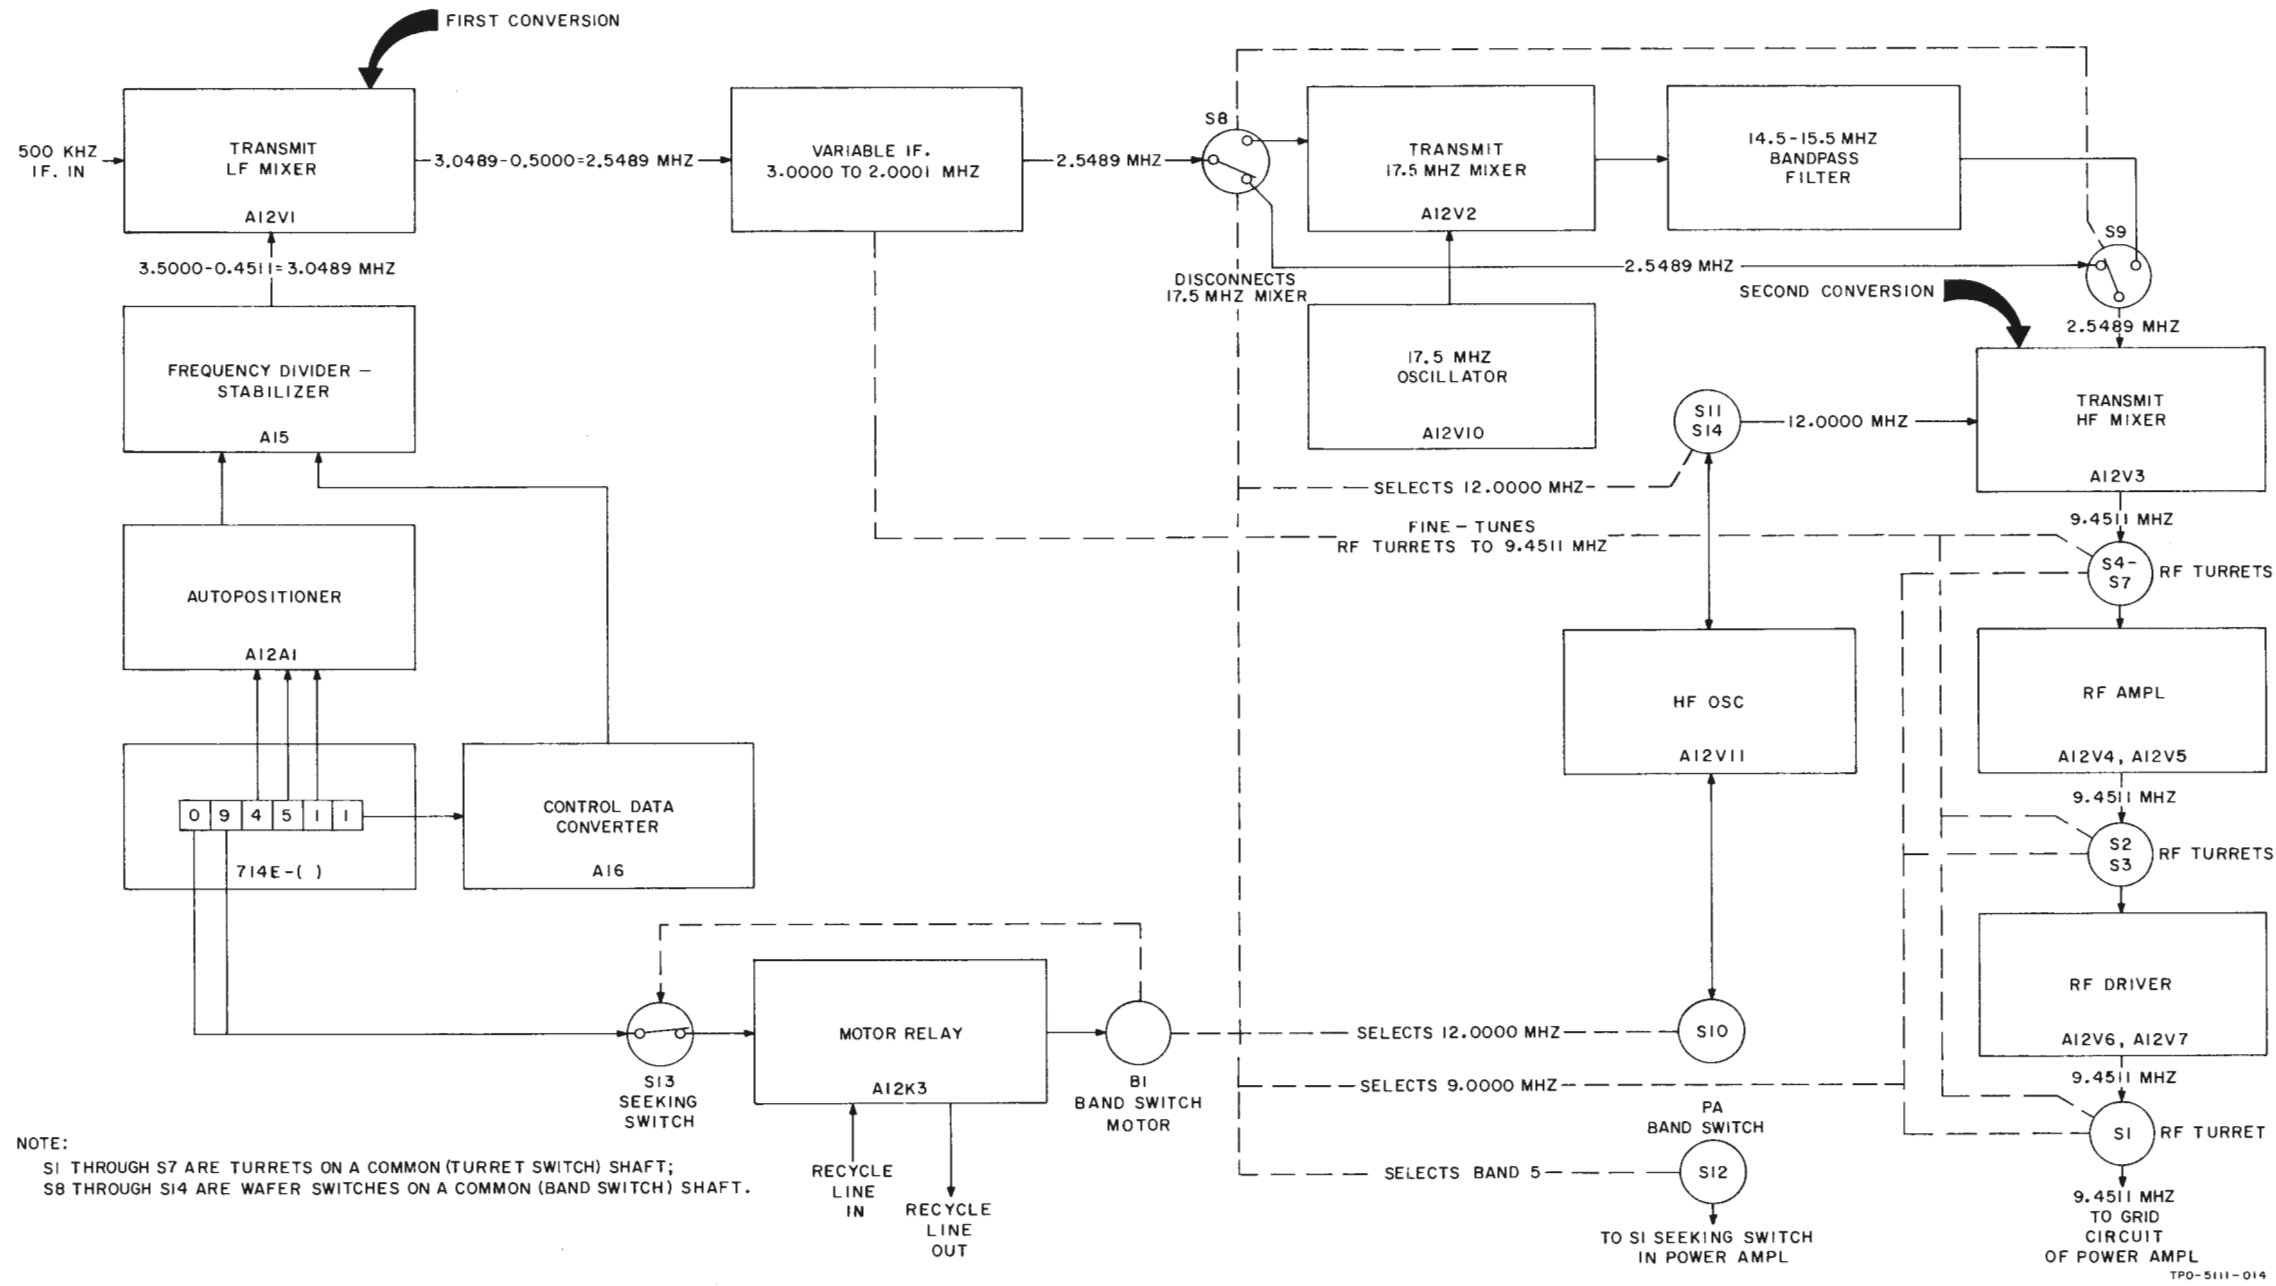 FIRST CONVERSION
500 KHZ
IF. IN
TRANSMIT
LF MIXER
A12V1
3.0489-0.5000=2.5489 MHZ
VARIABLE IF.
3.0000 TO 2.0001 MHZ
2.5489 MHZ
S8
TRANSMIT
17.5 MHZ MIXER
A12V2
14.5-15.5 MHZ
BANDPASS
FILTER
S9
3.5000-0.4511=3.0489 MHZ
DISCONNECTS
17.5 MHZ MIXER
2.5489 MHZ
SECOND CONVERSION
2.5489 MHZ
FREQUENCY DIVIDER -
STABILIZER
A15
17.5 MHZ
OSCILLATOR
A12V10
S11
S14
12.0000 MHZ
TRANSMIT
HF MIXER
A12V3
SELECTS 12.0000 MHZ
9.4511 MHZ
FINE-TUNES
RF TURRETS TO 9.4511 MHZ
S4-
S7
RF TURRETS
AUTOPOSITIONER
A12A1
HF OSC
A12V11
RF AMPL
A12V4, A12V5
9.4511 MHZ
0 9 4 5 1 1
714E-( )
CONTROL DATA
CONVERTER
A16
S2
S3
RF TURRETS
RF DRIVER
A12V6, A12V7
9.4511 MHZ
S13
SEEKING
SWITCH
MOTOR RELAY
A12K3
B1
BAND SWITCH
MOTOR
SELECTS 12.0000 MHZ
S10
SELECTS 9.0000 MHZ
PA
BAND SWITCH
S1
RF TURRET
SELECTS BAND 5
S12
RECYCLE
LINE
IN
RECYCLE
LINE
OUT
TO S1 SEEKING SWITCH
IN POWER AMPL
9.4511 MHZ
TO GRID
CIRCUIT
OF POWER AMPL
NOTE:
S1 THROUGH S7 ARE TURRETS ON A COMMON (TURRET SWITCH) SHAFT;
S8 THROUGH S14 ARE WAFER SWITCHES ON A COMMON (BAND SWITCH) SHAFT.
TPO-5111-014